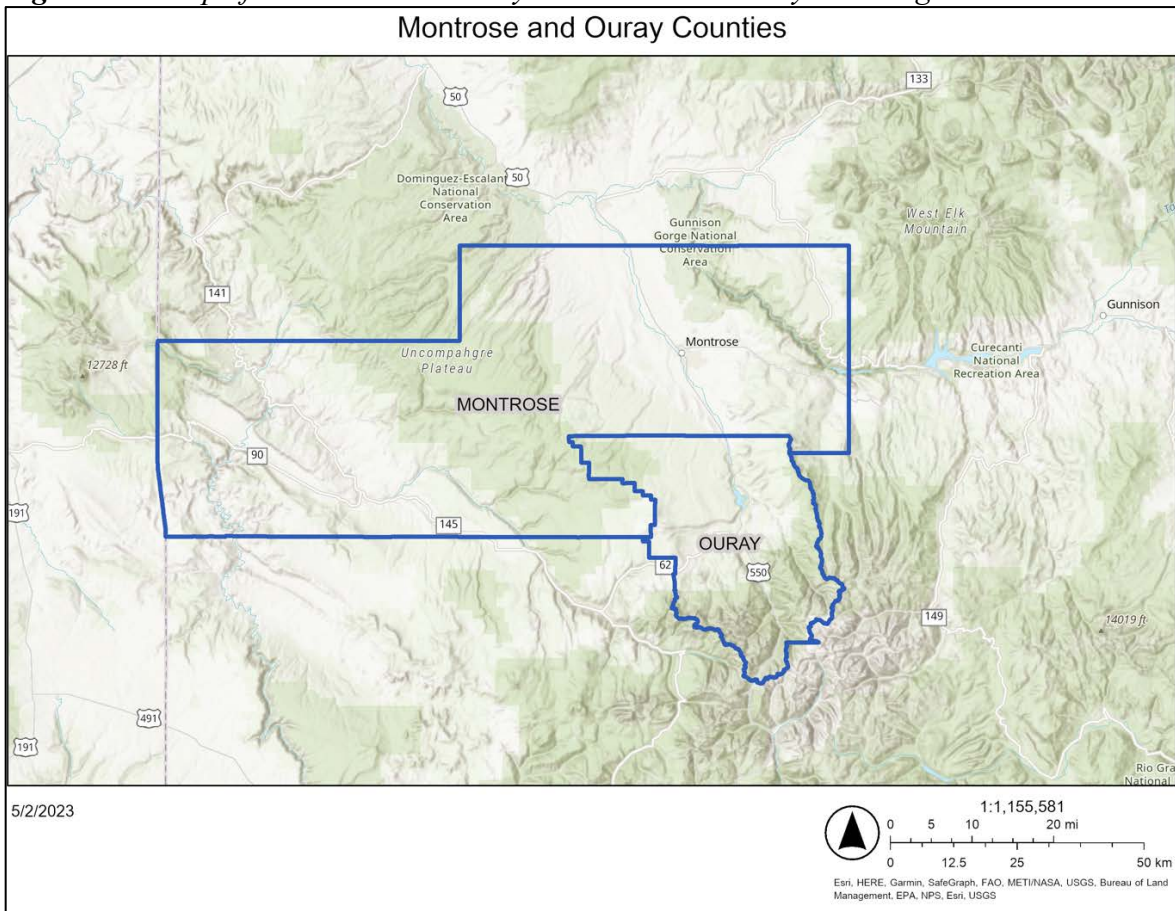 Montrose and Ouray Counties
133
50
Dominguez-Escalant
National
Conservation
Area
50
Gunnison
Gorge National
Conservation
Area
West Elk
Mountain
141
Gunnison
Montrose
Curecanti
National
Recreation Area
12728 ft
Uncompahgre
Plateau
MONTROSE
90
191
145
OURAY
62
550
149
14019 ft
491
191
Rio Gra
National
5/2/2023
1:1,155,581
0 5 10 20 mi
0 12.5 25 50 km
Esri, HERE, Garmin, SafeGraph, FAO, METI/NASA, USGS, Bureau of Land
Management, EPA, NPS, Esri, USGS